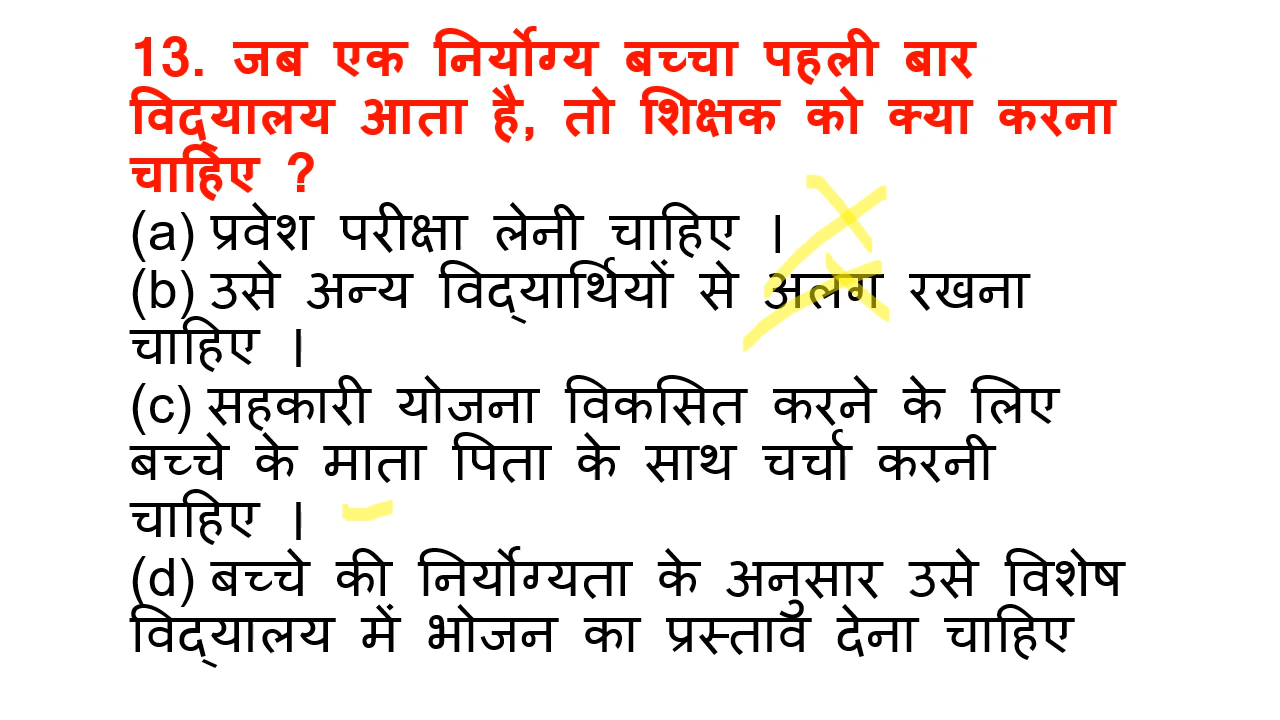 13. जब एक निर्योग्य बच्चा पहली बार
विद्यालय आता है, तो शिक्षक को क्या करना
चाहिए ?
(a) प्रवेश परीक्षा लेनी चाहिए ।
(b) उसे अन्य विद्यार्थियों से अलग रखना
चाहिए ।
(c) सहकारी योजना विकसित करने के लिए
बच्चे के माता पिता के साथ चर्चा करनी
चाहिए ।
(d) बच्चे की निर्योग्यता के अनुसार उसे विशेष
विद्यालय में भोजन का प्रस्ताव देना चाहिए